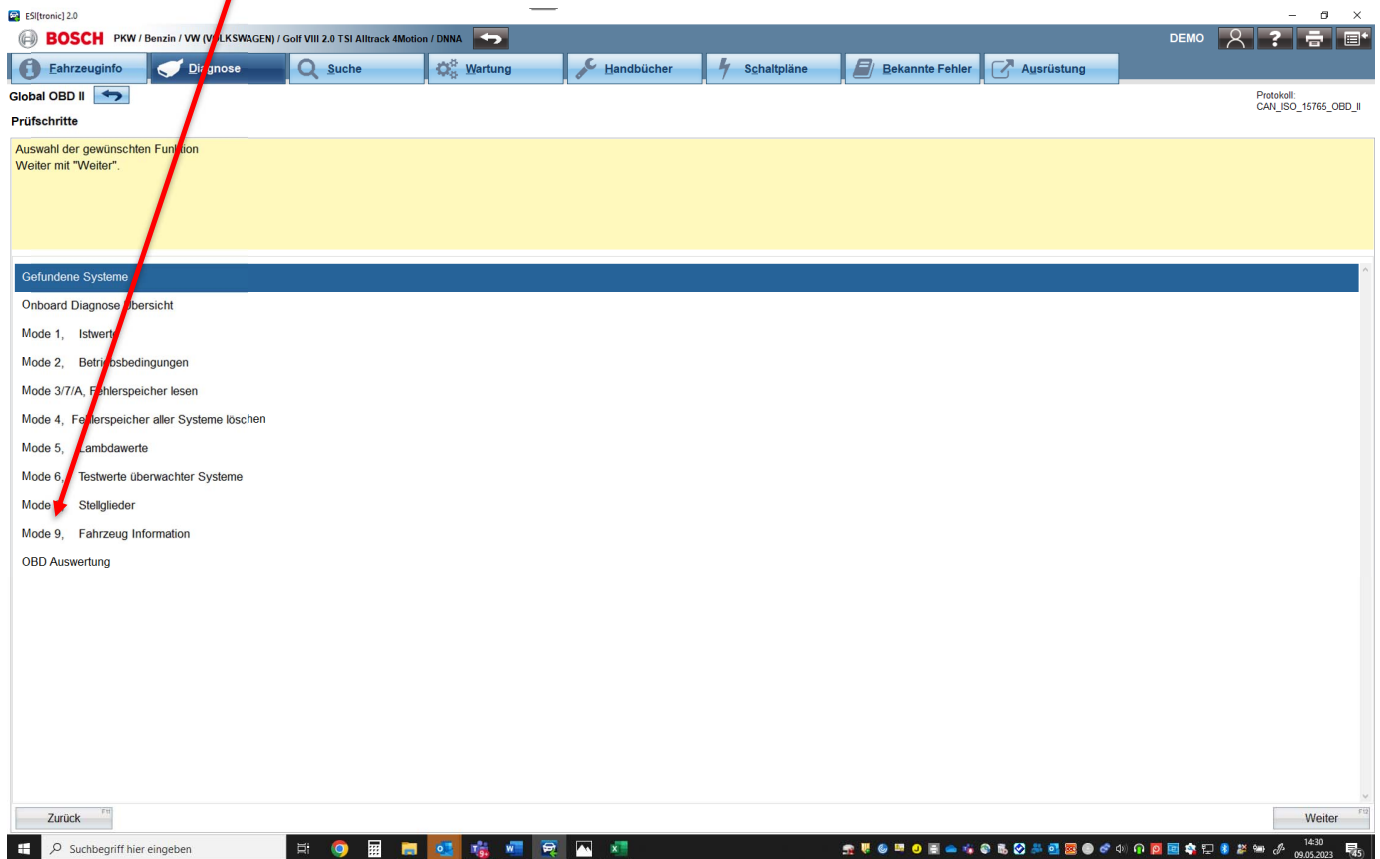 ESI[tronic] 2.0
BOSCH PKW / Benzin / VW (VOLKSWAGEN) / Golf VIII 2.0 TSI Alltrack 4Motion / DNNA DEMO
Fahrzeuginfo Diagnose Suche Wartung Handbücher Schaltpläne Bekannte Fehler Ausrüstung
Global OBD II
Protokoll:
CAN_ISO_15765_OBD_II
Prüfschritte
Auswahl der gewünschten Funktion
Weiter mit "Weiter".
Gefundene Systeme
Onboard Diagnose Übersicht
Mode 1, Istwerte
Mode 2, Betriebsbedingungen
Mode 3/7/A, Fehlerspeicher lesen
Mode 4, Fehlerspeicher aller Systeme löschen
Mode 5, Lambdawerte
Mode 6, Testwerte überwachter Systeme
Mode Stellglieder
Mode 9, Fahrzeug Information
OBD Auswertung
Zurück F11 Weiter F12
Suchbegriff hier eingeben 14:30
09.05.2023 45